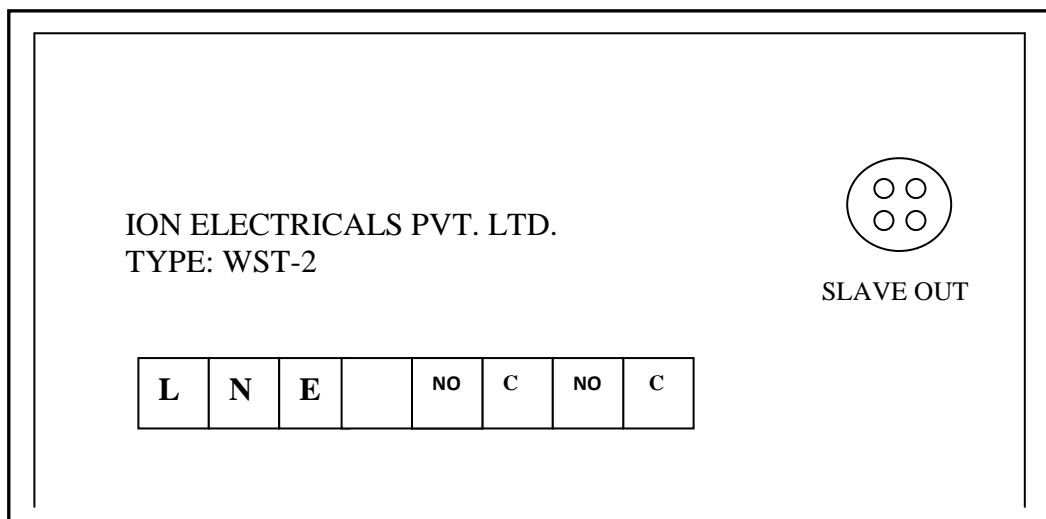 ION ELECTRICALS PVT. LTD.
TYPE: WST-2
SLAVE OUT
L N E NO C NO C